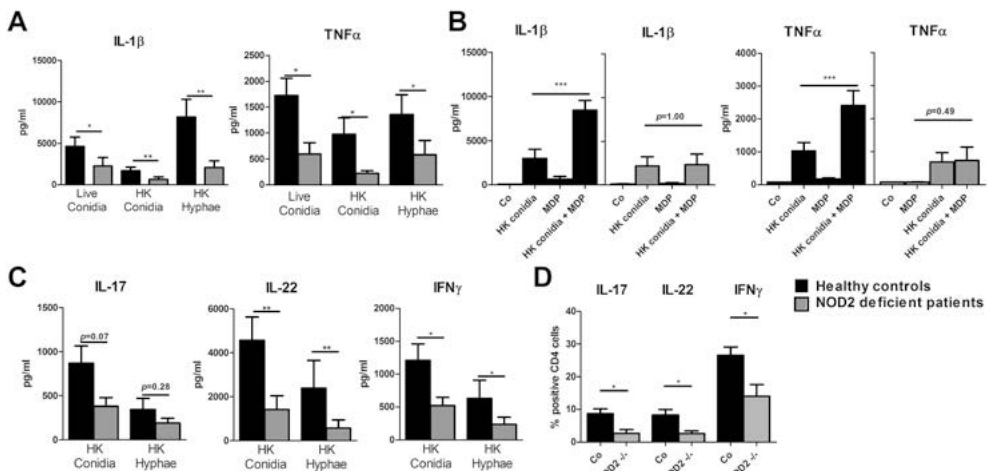 A
IL-1β
pg/ml
15000
10000
5000
0
*
**
**
Live
Conidia
HK
Conidia
HK
Hyphae
TNFα
pg/ml
2500
2000
1500
1000
500
0
*
*
*
Live
Conidia
HK
Conidia
HK
Hyphae
B
IL-1β
IL-1β
pg/ml
15000
10000
5000
0
***
p=1.00
Co
HK conidia
MDP
HK conidia + MDP
Co
HK conidia
MDP
HK conidia + MDP
TNFα
TNFα
pg/ml
4000
3000
2000
1000
0
***
p=0.49
Co
HK conidia
MDP
HK conidia + MDP
Co
MDP
HK conidia
HK conidia + MDP
C
IL-17
pg/ml
1500
1000
500
0
p=0.07
p=0.28
HK
Conidia
HK
Hyphae
IL-22
pg/ml
6000
4000
2000
0
**
**
HK
Conidia
HK
Hyphae
IFNγ
pg/ml
2000
1500
1000
500
0
*
*
HK
Conidia
HK
Hyphae
D
IL-17
IL-22
IFNγ
% positive CD4 cells
40
30
20
10
0
*
*
*
Co
OD2 -/-
Co
OD2 -/-
Co
OD2 -/-
Healthy controls
NOD2 deficient patients